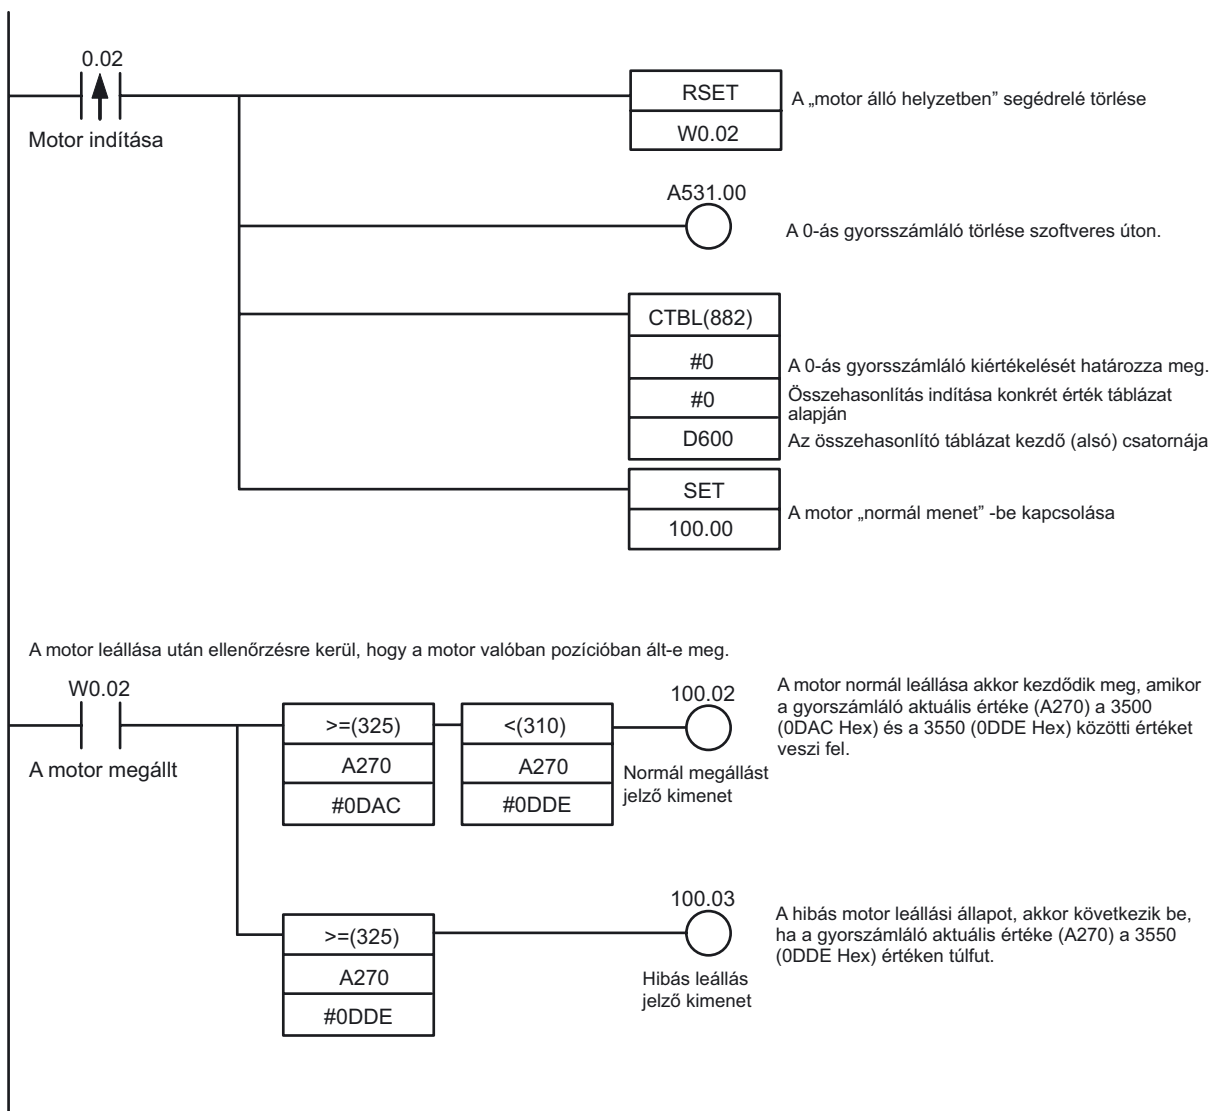 0.02
Motor indítása
RSET
W0.02
A „motor álló helyzetben” segédrelé törlése
A531.00
A 0-ás gyorsszámláló törlése szoftveres úton.
CTBL(882)
#0
A 0-ás gyorsszámláló kiértékelését határozza meg.
#0
Összehasonlítás indítása konkrét érték táblázat
alapján
D600
Az összehasonlító táblázat kezdő (alsó) csatornája
SET
100.00
A motor „normál menet” -be kapcsolása
A motor leállása után ellenőrzésre kerül, hogy a motor valóban pozícióban ált-e meg.
W0.02
A motor megállt
>=(325)
A270
#0DAC
<(310)
A270
#0DDE
100.02
Normál megállást
jelző kimenet
A motor normál leállása akkor kezdődik meg, amikor
a gyorszámláló aktuális értéke (A270) a 3500
(0DAC Hex) és a 3550 (0DDE Hex) közötti értéket
veszi fel.
>=(325)
A270
#0DDE
100.03
Hibás leállás
jelző kimenet
A hibás motor leállási állapot, akkor következik be,
ha a gyorszámláló aktuális értéke (A270) a 3550
(0DDE Hex) értéken túlfut.